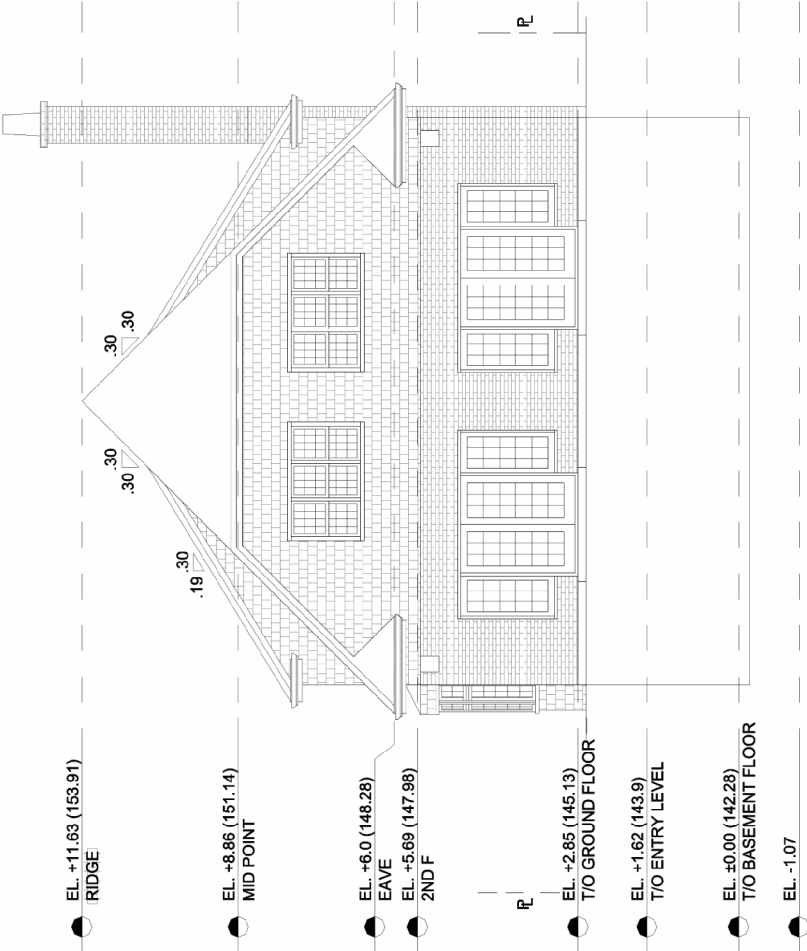 EL. +11.63 (153.91)
RIDGE
EL. +8.86 (151.14)
MID POINT
EL. +6.0 (148.28)
EAVE
EL. +5.69 (147.98)
2ND F
EL. +2.85 (145.13)
T/O GROUND FLOOR
EL. +1.62 (143.9)
T/O ENTRY LEVEL
EL. ±0.00 (142.28)
T/O BASEMENT FLOOR
EL. -1.07
.30
.19
.30
.30
.30
.30
PL
PL